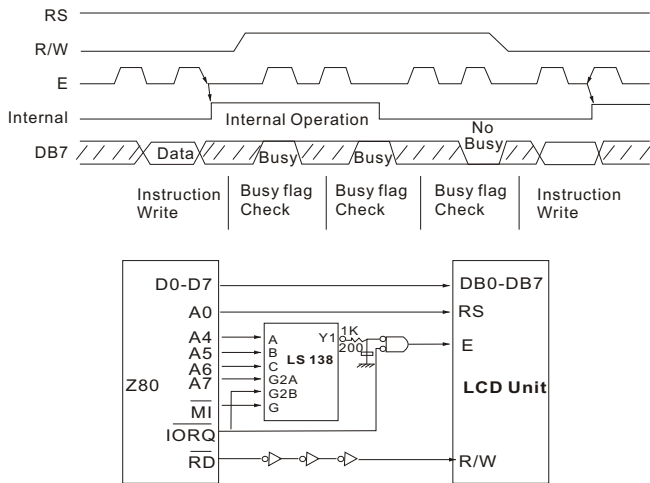 RS
R/W
E
Internal
Internal Operation
No Busy
DB7
Data
Busy
Busy
Instruction Write
Busy flag Check
Busy flag Check
Busy flag Check
Instruction Write
Z80
D0-D7
A0
A4
A5
A6
A7
MI
IORQ
RD
A
B
C
G2A
G2B
G
Y1
LS 138
1K
200
DB0-DB7
RS
E
LCD Unit
R/W